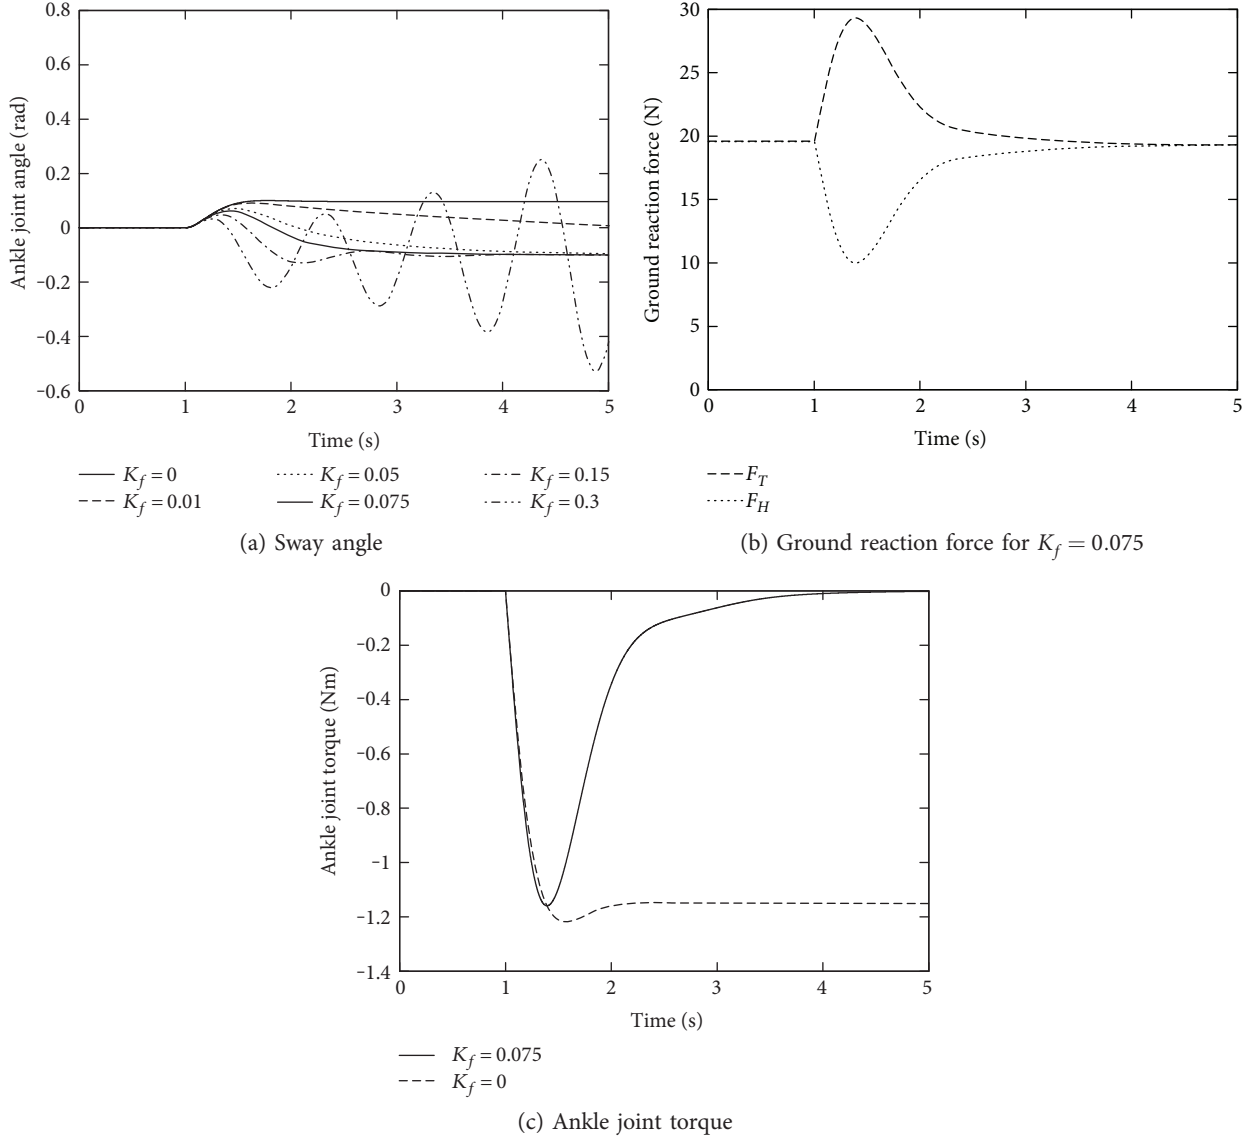 0.8
0.6
0.4
0.2
0
−0.2
−0.4
−0.6
Ankle joint angle (rad)
0 1 2 3 4 5
Time (s)
K_f = 0 K_f = 0.05 K_f = 0.15
K_f = 0.01 K_f = 0.075 K_f = 0.3
(a) Sway angle
30
25
20
15
10
5
0
Ground reaction force (N)
0 1 2 3 4 5
Time (s)
F_T
F_H
(b) Ground reaction force for K_f = 0.075
0
−0.2
−0.4
−0.6
−0.8
−1
−1.2
−1.4
Ankle joint torque (Nm)
0 1 2 3 4 5
Time (s)
K_f = 0.075
K_f = 0
(c) Ankle joint torque